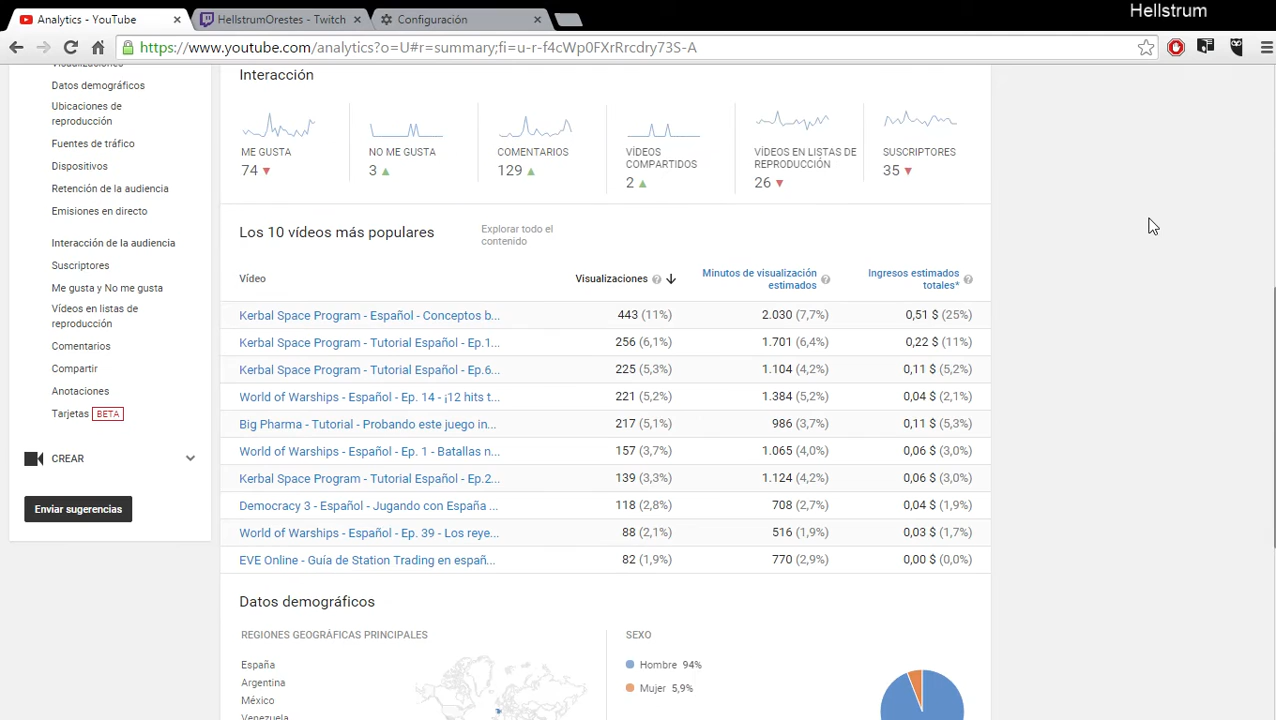 Hellstrum
Analytics - YouTube
HellstrumOrestes - Twitch
Configuración
https://www.youtube.com/analytics?o=U#r=summary;fi=u-r-f4cWp0FXrRrcdry73S-A
Visualizaciones
Datos demográficos
Ubicaciones de
reproducción
Fuentes de tráfico
Dispositivos
Retención de la audiencia
Emisiones en directo
Interacción de la audiencia
Suscriptores
Me gusta y No me gusta
Vídeos en listas de
reproducción
Comentarios
Compartir
Anotaciones
Tarjetas BETA
CREAR
Enviar sugerencias
Interacción
ME GUSTA
74
NO ME GUSTA
3
COMENTARIOS
129
VÍDEOS
COMPARTIDOS
2
VÍDEOS EN LISTAS DE
REPRODUCCIÓN
26
SUSCRIPTORES
35
Los 10 vídeos más populares
Explorar todo el
contenido
Vídeo
Visualizaciones
Minutos de visualización
estimados
Ingresos estimados
totales*
Kerbal Space Program - Español - Conceptos b... 443 (11%) 2.030 (7,7%) 0,51 $ (25%)
Kerbal Space Program - Tutorial Español - Ep.1... 256 (6,1%) 1.701 (6,4%) 0,22 $ (11%)
Kerbal Space Program - Tutorial Español - Ep.6... 225 (5,3%) 1.104 (4,2%) 0,11 $ (5,2%)
World of Warships - Español - Ep. 14 - ¡12 hits t... 221 (5,2%) 1.384 (5,2%) 0,04 $ (2,1%)
Big Pharma - Tutorial - Probando este juego in... 217 (5,1%) 986 (3,7%) 0,11 $ (5,3%)
World of Warships - Español - Ep. 1 - Batallas n... 157 (3,7%) 1.065 (4,0%) 0,06 $ (3,0%)
Kerbal Space Program - Tutorial Español - Ep.2... 139 (3,3%) 1.124 (4,2%) 0,06 $ (3,0%)
Democracy 3 - Español - Jugando con España ... 118 (2,8%) 708 (2,7%) 0,04 $ (1,9%)
World of Warships - Español - Ep. 39 - Los reye... 88 (2,1%) 516 (1,9%) 0,03 $ (1,7%)
EVE Online - Guía de Station Trading en españ... 82 (1,9%) 770 (2,9%) 0,00 $ (0,0%)
Datos demográficos
REGIONES GEOGRÁFICAS PRINCIPALES
España
Argentina
México
Venezuela
SEXO
Hombre 94%
Mujer 5,9%